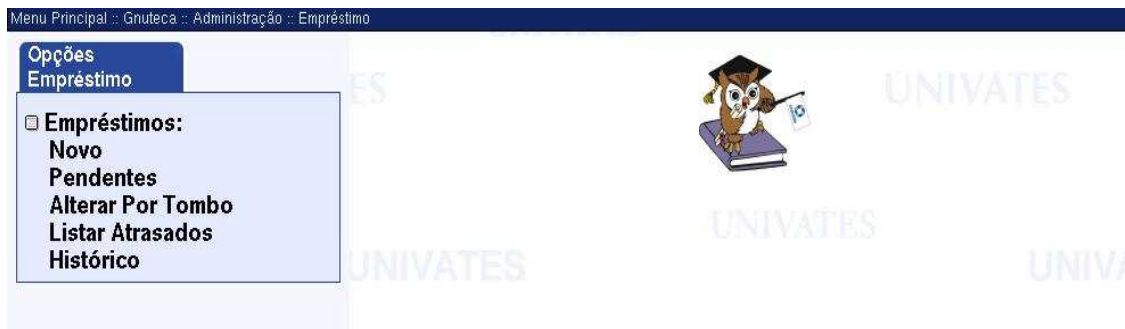 Menu Principal :: Gnuteca :: Administração :: Empréstimo
Opções
Empréstimo
Empréstimos:
Novo
Pendentes
Alterar Por Tombo
Listar Atrasados
Histórico
UNIVATES
UNIVATES
UNIVATES